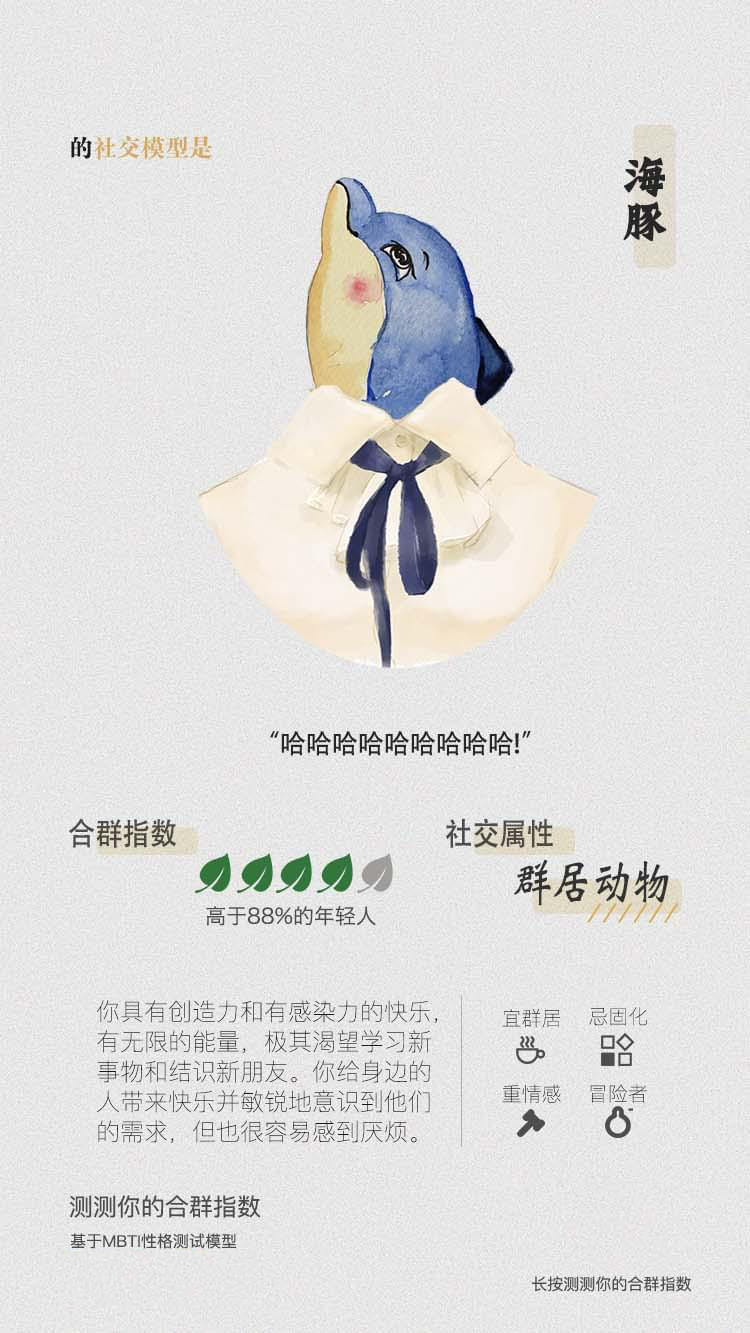 的社交模型是
海豚
“哈哈哈哈哈哈哈哈哈!”
合群指数
高于88%的年轻人
社交属性
群居动物
你具有创造力和有感染力的快乐，
有无限的能量，极其渴望学习新
事物和结识新朋友。你给身边的
人带来快乐并敏锐地意识到他们
的需求，但也很容易感到厌烦。
宜群居
忌固化
重情感
冒险者
测测你的合群指数
基于MBTI性格测试模型
长按测测你的合群指数